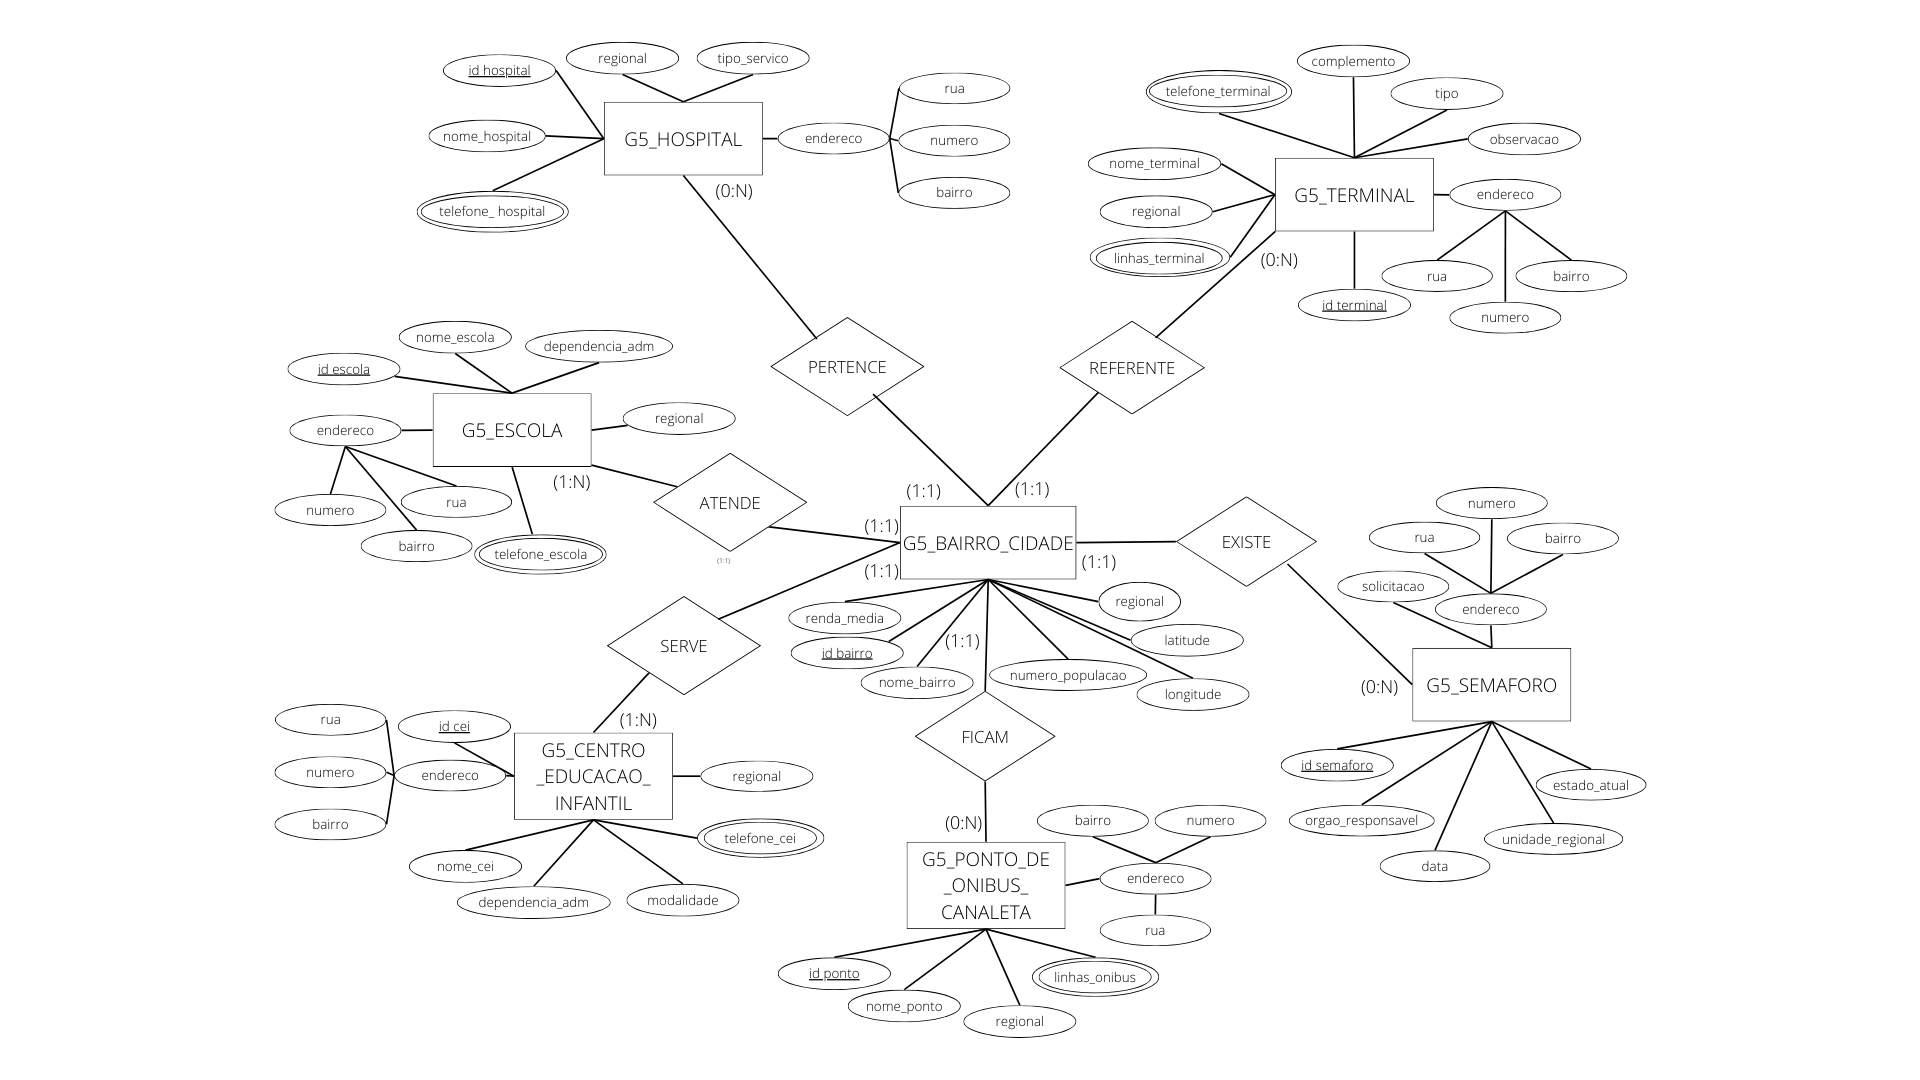 id hospital
regional
tipo_servico
nome_hospital
telefone_ hospital
G5_HOSPITAL
endereco
rua
numero
bairro
(0:N)
complemento
telefone_terminal
tipo
observacao
nome_terminal
regional
linhas_terminal
G5_TERMINAL
endereco
rua
bairro
numero
id terminal
(0:N)
PERTENCE
REFERENTE
nome_escola
dependencia_adm
id escola
regional
endereco
G5_ESCOLA
numero
rua
bairro
telefone_escola
(1:N)
ATENDE
(1:1)
(1:1)
(1:1)
(1:1)
(1:1)
G5_BAIRRO_CIDADE
(1:1)
EXISTE
numero
rua
bairro
solicitacao
endereco
(0:N)
G5_SEMAFORO
id semaforo
estado_atual
orgao_responsavel
unidade_regional
data
renda_media
regional
id bairro
(1:1)
latitude
nome_bairro
numero_populacao
longitude
SERVE
(1:N)
FICAM
rua
id cei
numero
endereco
bairro
G5_CENTRO
_EDUCACAO_
INFANTIL
regional
telefone_cei
nome_cei
dependencia_adm
modalidade
(0:N)
bairro
numero
G5_PONTO_DE
_ONIBUS_
CANALETA
endereco
rua
id ponto
linhas_onibus
nome_ponto
regional